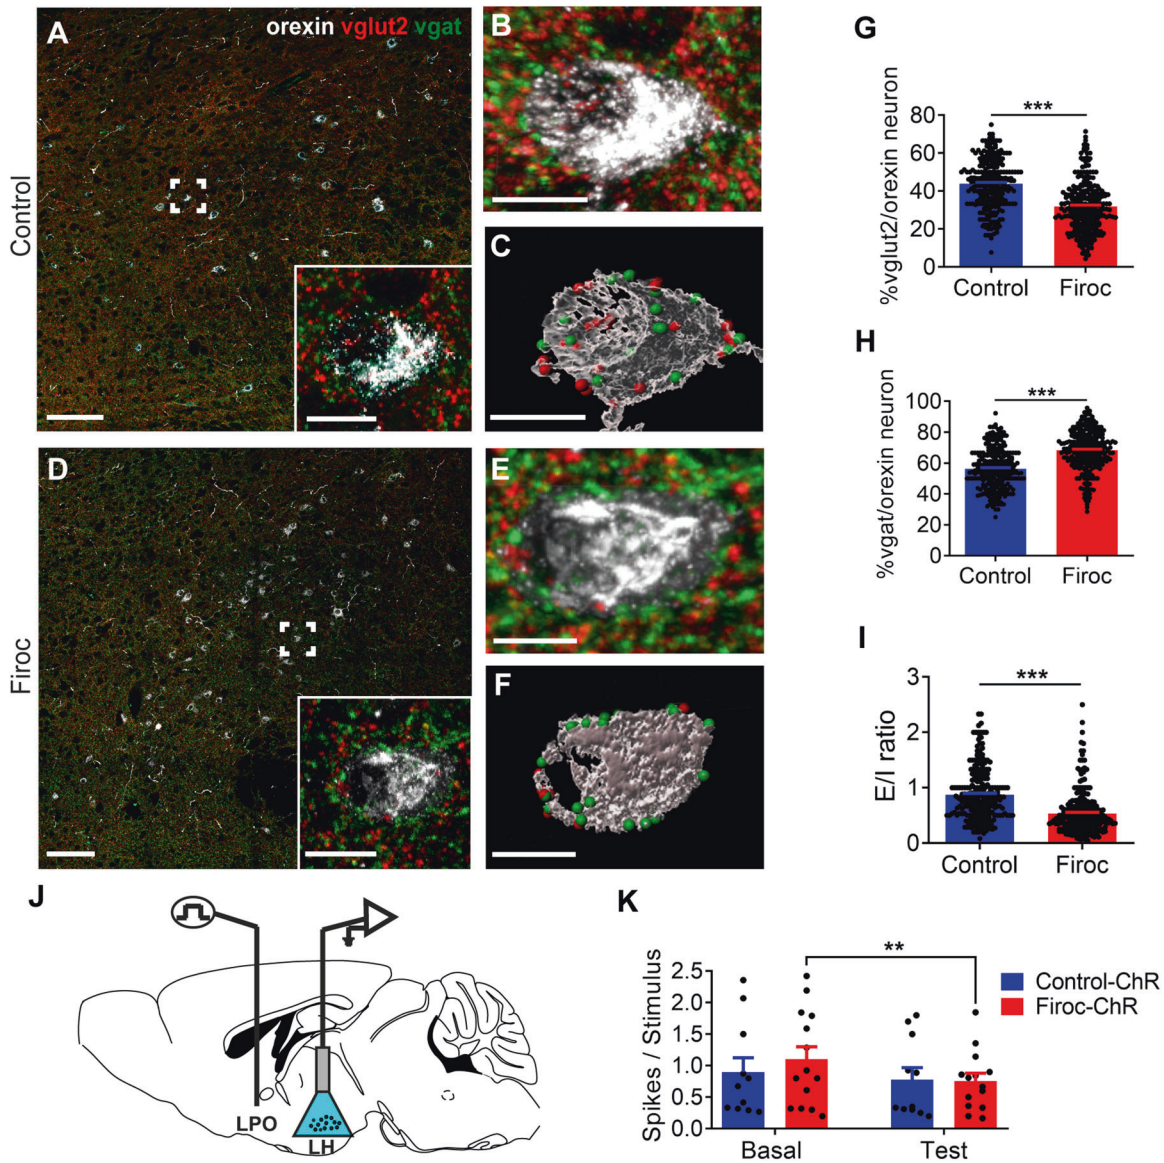 A
orexin vglut2 vgat
Control
B
C
D
Firoc
E
F
G
%vglut2/orexin neuron
80
60
40
20
0
***
Control
Firoc
H
%vgat/orexin neuron
100
80
60
40
20
0
***
Control
Firoc
I
E/I ratio
3
2
1
0
***
Control
Firoc
J
LPO
LH
K
Spikes / Stimulus
2.5
2.0
1.5
1.0
0.5
0.0
**
Basal
Test
Control-ChR
Firoc-ChR